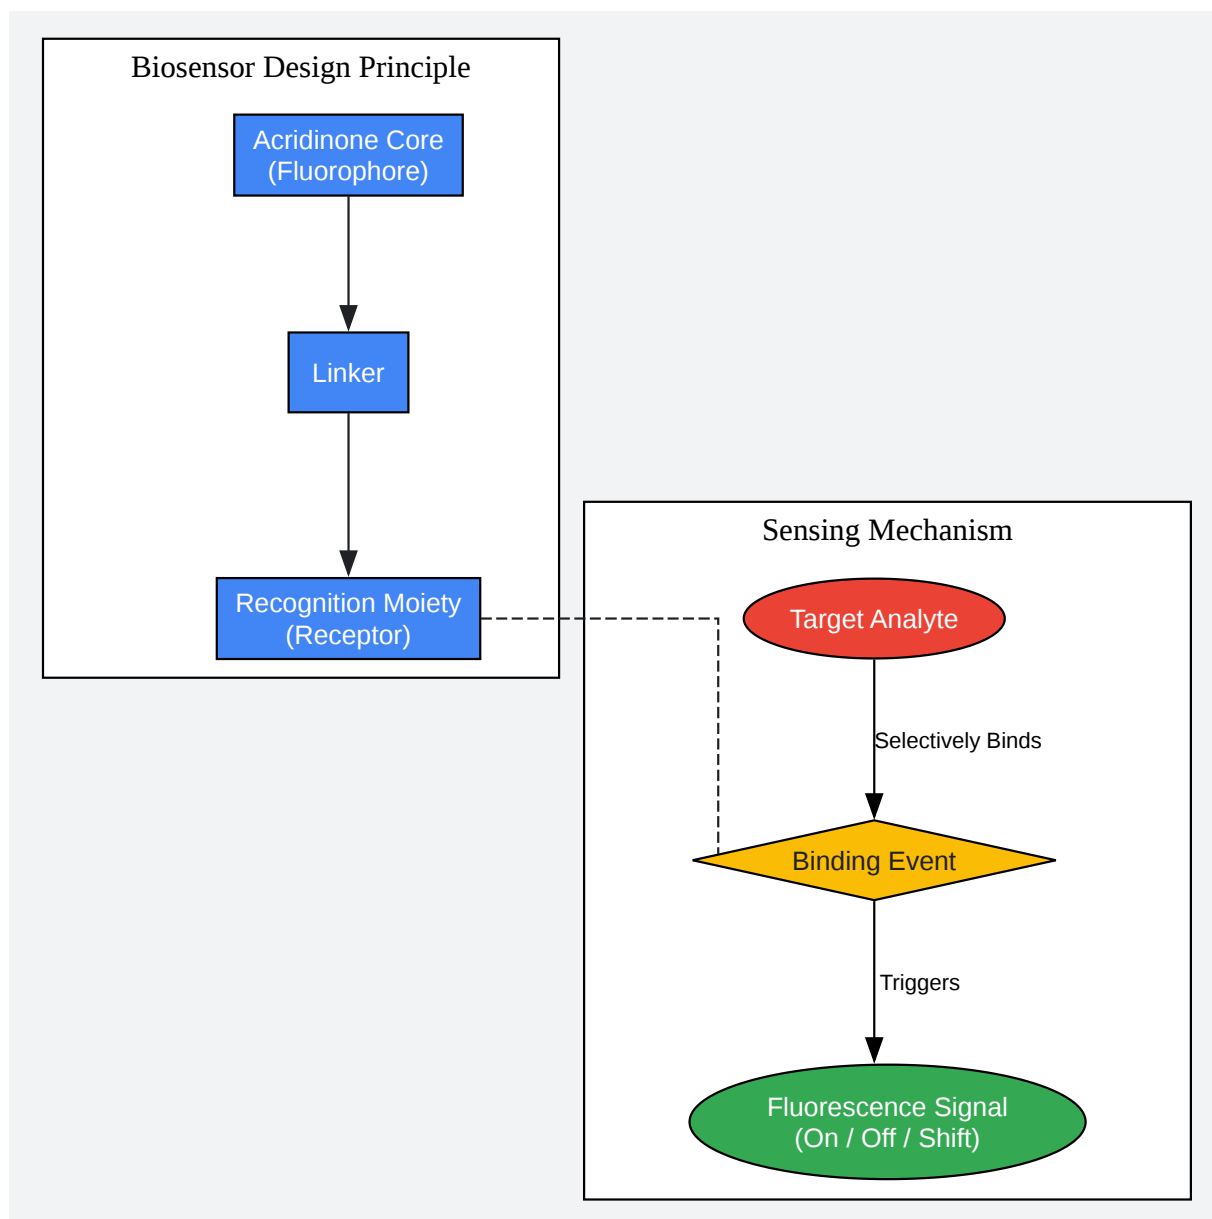 Biosensor Design Principle
Acridinone Core
(Fluorophore)
Linker
Recognition Moiety
(Receptor)
Sensing Mechanism
Target Analyte
Selectively Binds
Binding Event
Triggers
Fluorescence Signal
(On / Off / Shift)